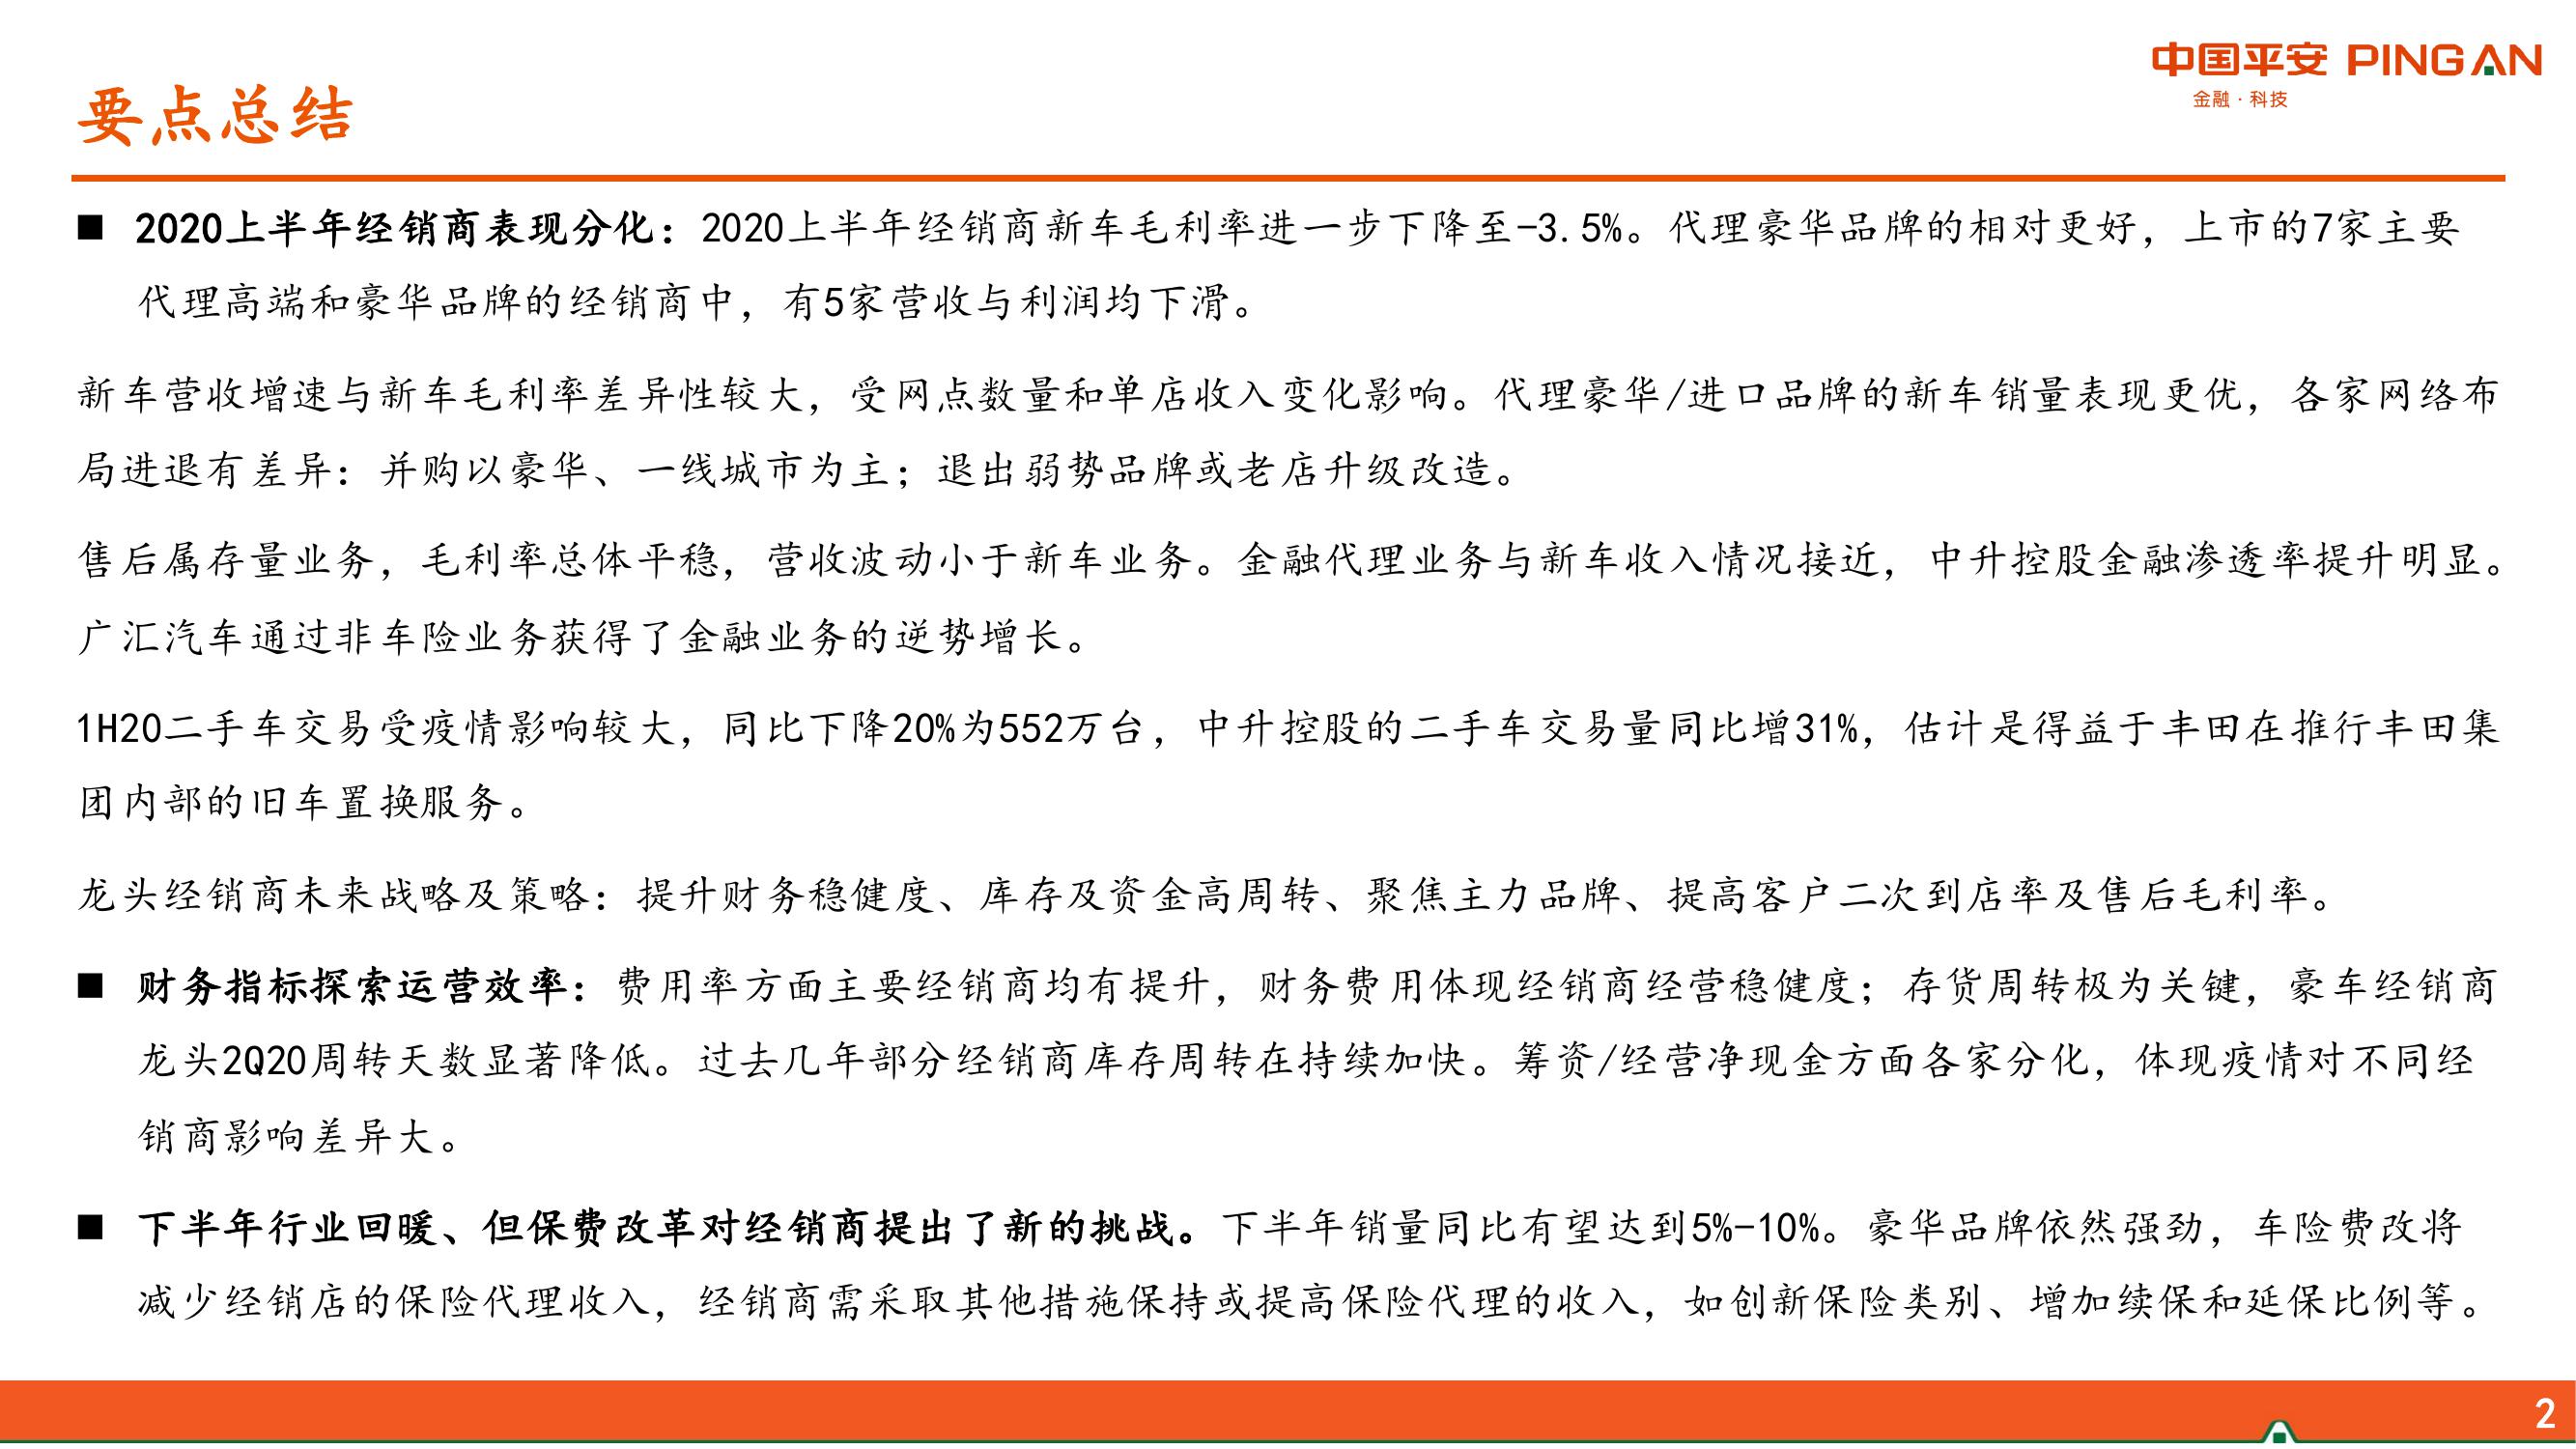 中国平安 PINGAN
金融·科技
要点总结
■ 2020上半年经销商表现分化：2020上半年经销商新车毛利率进一步下降至-3.5%。代理豪华品牌的相对更好，上市的7家主要
代理高端和豪华品牌的经销商中，有5家营收与利润均下滑。
新车营收增速与新车毛利率差异性较大，受网点数量和单店收入变化影响。代理豪华/进口品牌的新车销量表现更优，各家网络布
局进退有差异：并购以豪华、一线城市为主；退出弱势品牌或老店升级改造。
售后属存量业务，毛利率总体平稳，营收波动小于新车业务。金融代理业务与新车收入情况接近，中升控股金融渗透率提升明显。
广汇汽车通过非车险业务获得了金融业务的逆势增长。
1H20二手车交易受疫情影响较大，同比下降20%为552万台，中升控股的二手车交易量同比增31%，估计是得益于丰田在推行丰田集
团内部的旧车置换服务。
龙头经销商未来战略及策略：提升财务稳健度、库存及资金高周转、聚焦主力品牌、提高客户二次到店率及售后毛利率。
■ 财务指标探索运营效率：费用率方面主要经销商均有提升，财务费用体现经销商经营稳健度；存货周转极为关键，豪车经销商
龙头2Q20周转天数显著降低。过去几年部分经销商库存周转在持续加快。筹资/经营净现金方面各家分化，体现疫情对不同经
销商影响差异大。
■ 下半年行业回暖、但保费改革对经销商提出了新的挑战。下半年销量同比有望达到5%-10%。豪华品牌依然强劲，车险费改将
减少经销店的保险代理收入，经销商需采取其他措施保持或提高保险代理的收入，如创新保险类别、增加续保和延保比例等。
2